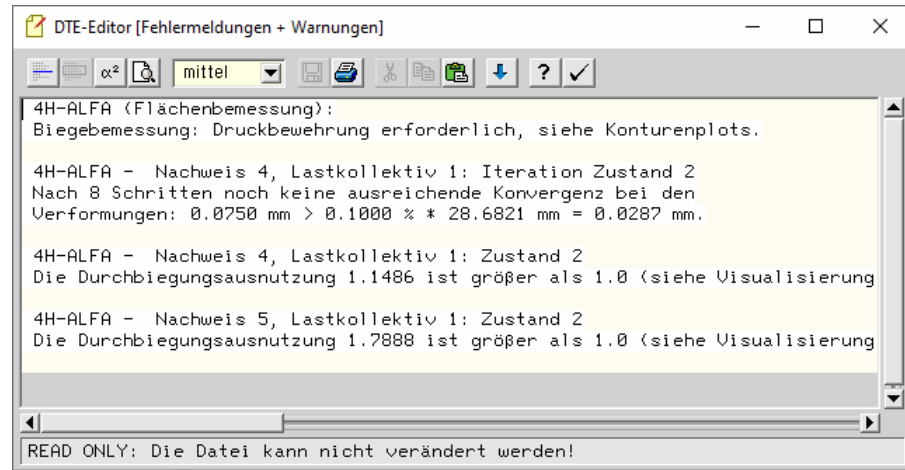 DTE-Editor [Fehlermeldungen + Warnungen]
α² mittel ? ✓
4H-ALFA (Flächenbemessung):
Biegebemessung: Druckbewehrung erforderlich, siehe Konturenplots.
4H-ALFA - Nachweis 4, Lastkollektiv 1: Iteration Zustand 2
Nach 8 Schritten noch keine ausreichende Konvergenz bei den
Verformungen: 0.0750 mm > 0.1000 % * 28.6821 mm = 0.0287 mm.
4H-ALFA - Nachweis 4, Lastkollektiv 1: Zustand 2
Die Durchbiegungsausnutzung 1.1486 ist größer als 1.0 (siehe Visualisierung
4H-ALFA - Nachweis 5, Lastkollektiv 1: Zustand 2
Die Durchbiegungsausnutzung 1.7888 ist größer als 1.0 (siehe Visualisierung
READ ONLY: Die Datei kann nicht verändert werden!